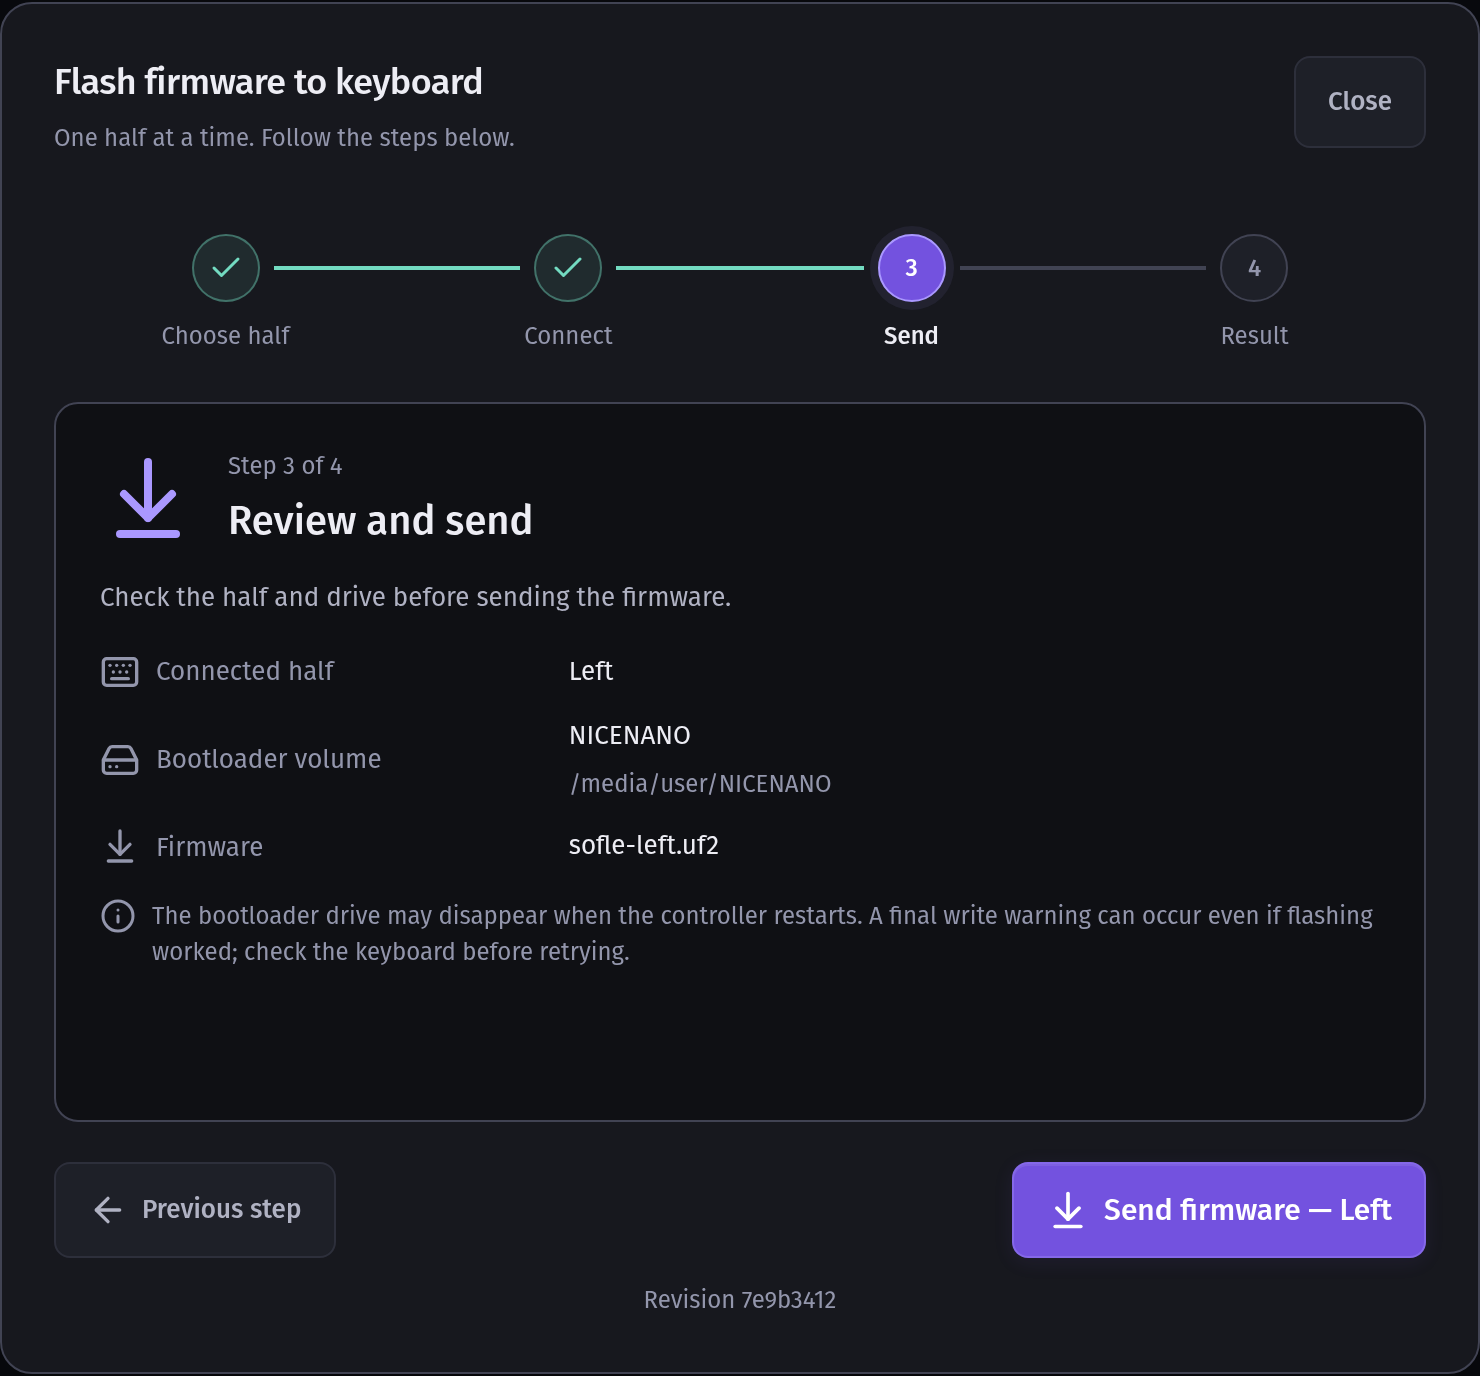 Flash firmware to keyboard
Close
One half at a time. Follow the steps below.
3
4
Choose half
Connect
Send
Result
Step 3 of 4
Review and send
Check the half and drive before sending the firmware.
Connected half
Left
Bootloader volume
NICENANO
/media/user/NICENANO
Firmware
sofle-left.uf2
The bootloader drive may disappear when the controller restarts. A final write warning can occur even if flashing
worked; check the keyboard before retrying.
Previous step
Send firmware — Left
Revision 7e9b3412